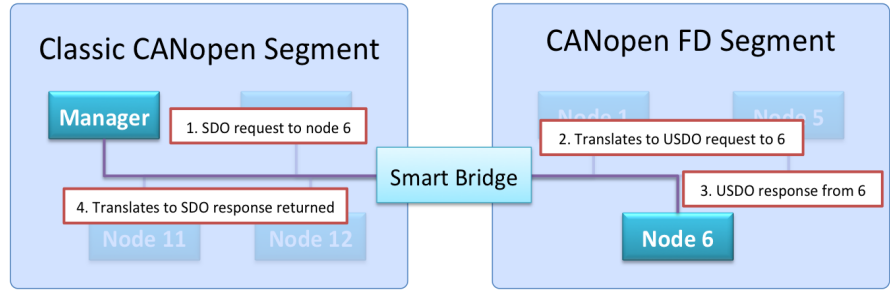 Classic CANopen Segment
CANopen FD Segment
Manager
1. SDO request to node 6
Node 1
Node 5
2. Translates to USDO request to 6
Smart Bridge
3. USDO response from 6
4. Translates to SDO response returned
Node 11
Node 12
Node 6